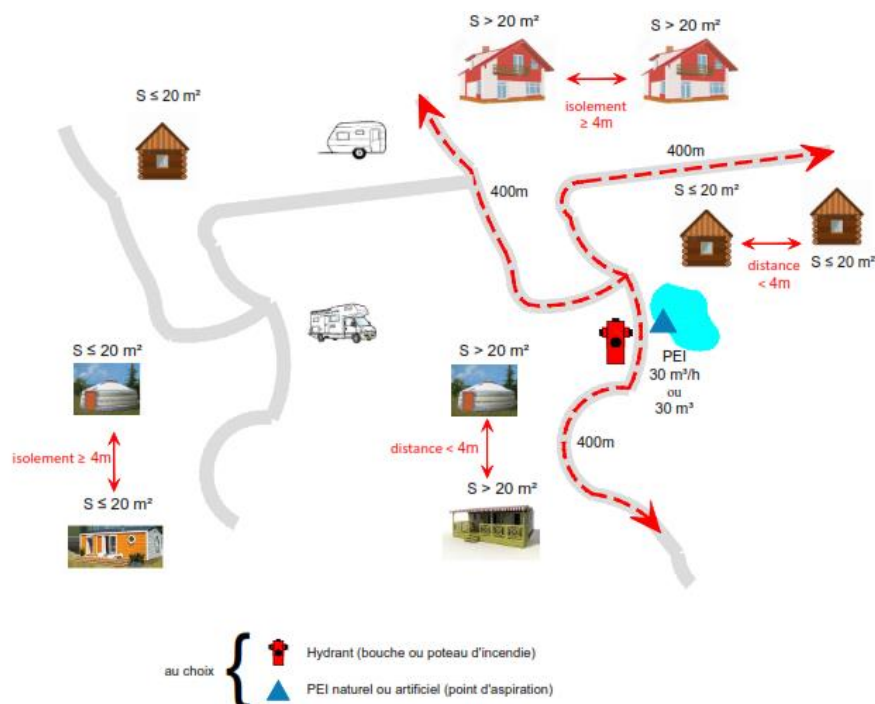 S > 20 m²
S > 20 m²
isolement
≥ 4m
S ≤ 20 m²
400m
400m
S ≤ 20 m²
distance
< 4m
S ≤ 20 m²
PEI
30 m³/h
ou
30 m³
S ≤ 20 m²
isolement ≥ 4m
S ≤ 20 m²
S > 20 m²
distance < 4m
S > 20 m²
400m
au choix
Hydrant (bouche ou poteau d'incendie)
PEI naturel ou artificiel (point d'aspiration)